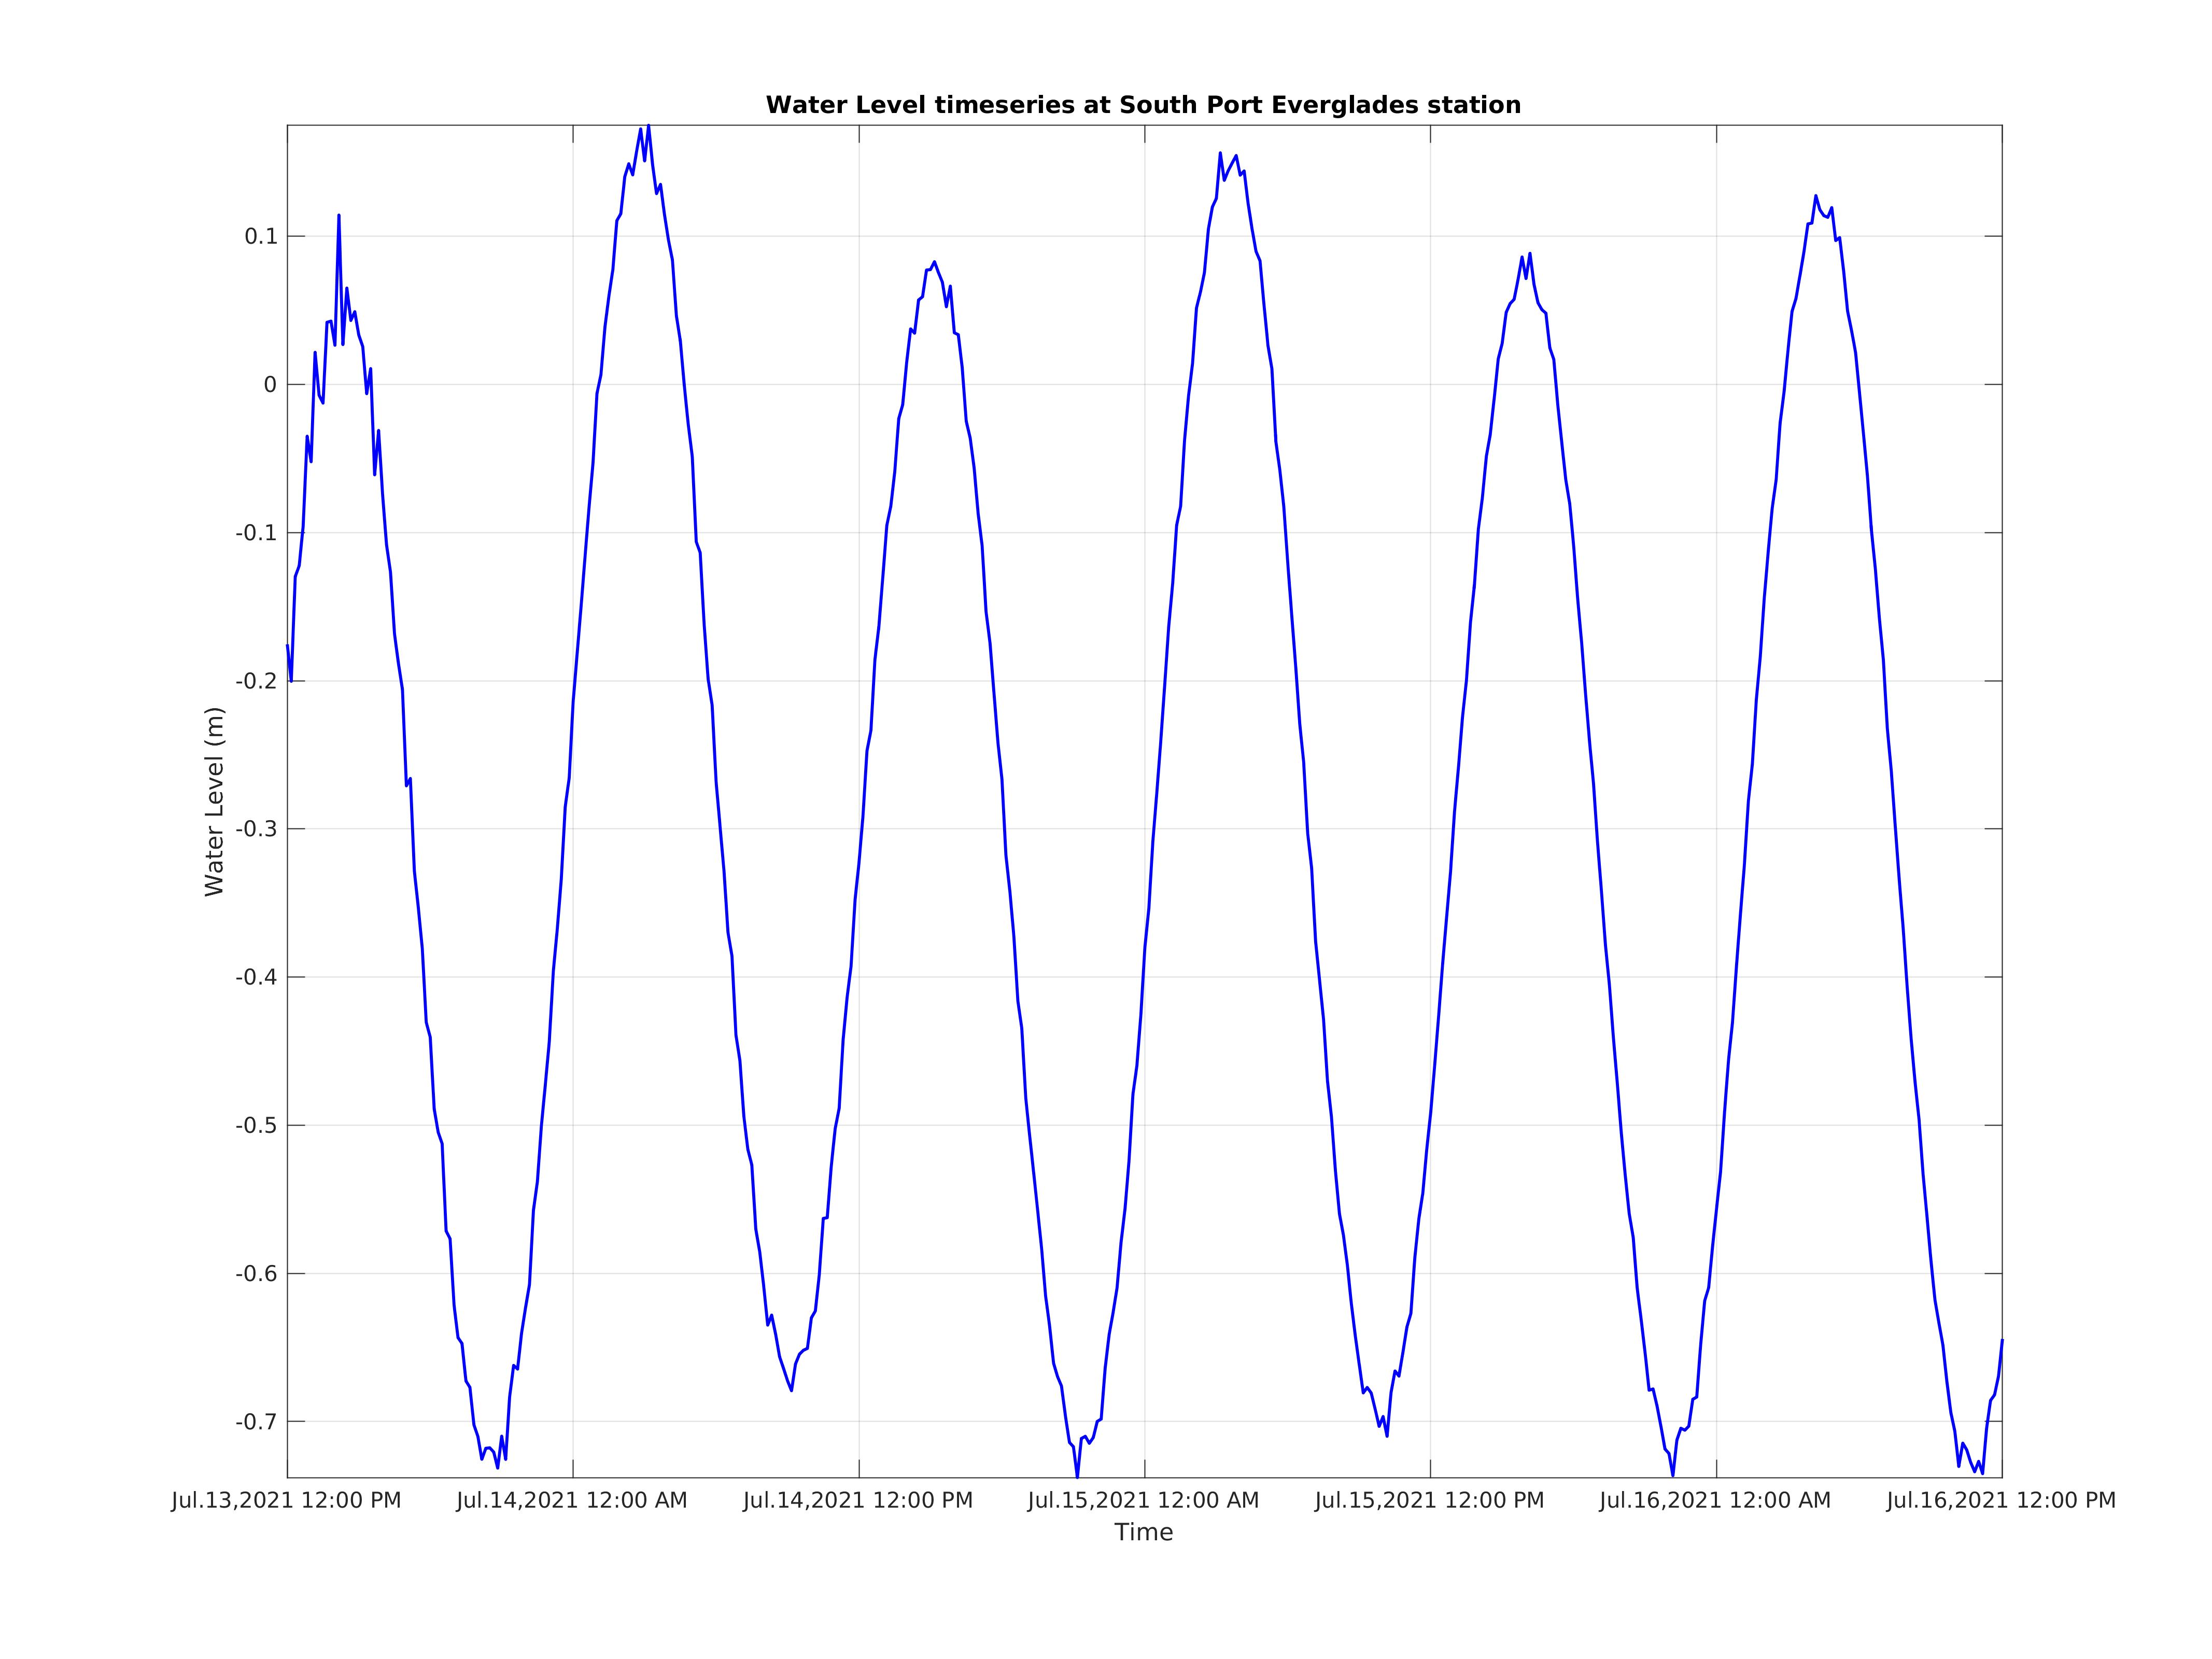 Water Level timeseries at South Port Everglades station
0.1
0
-0.1
-0.2
-0.3
-0.4
-0.5
-0.6
-0.7
Water Level (m)
Jul.13,2021 12:00 PM
Jul.14,2021 12:00 AM
Jul.14,2021 12:00 PM
Jul.15,2021 12:00 AM
Jul.15,2021 12:00 PM
Jul.16,2021 12:00 AM
Jul.16,2021 12:00 PM
Time